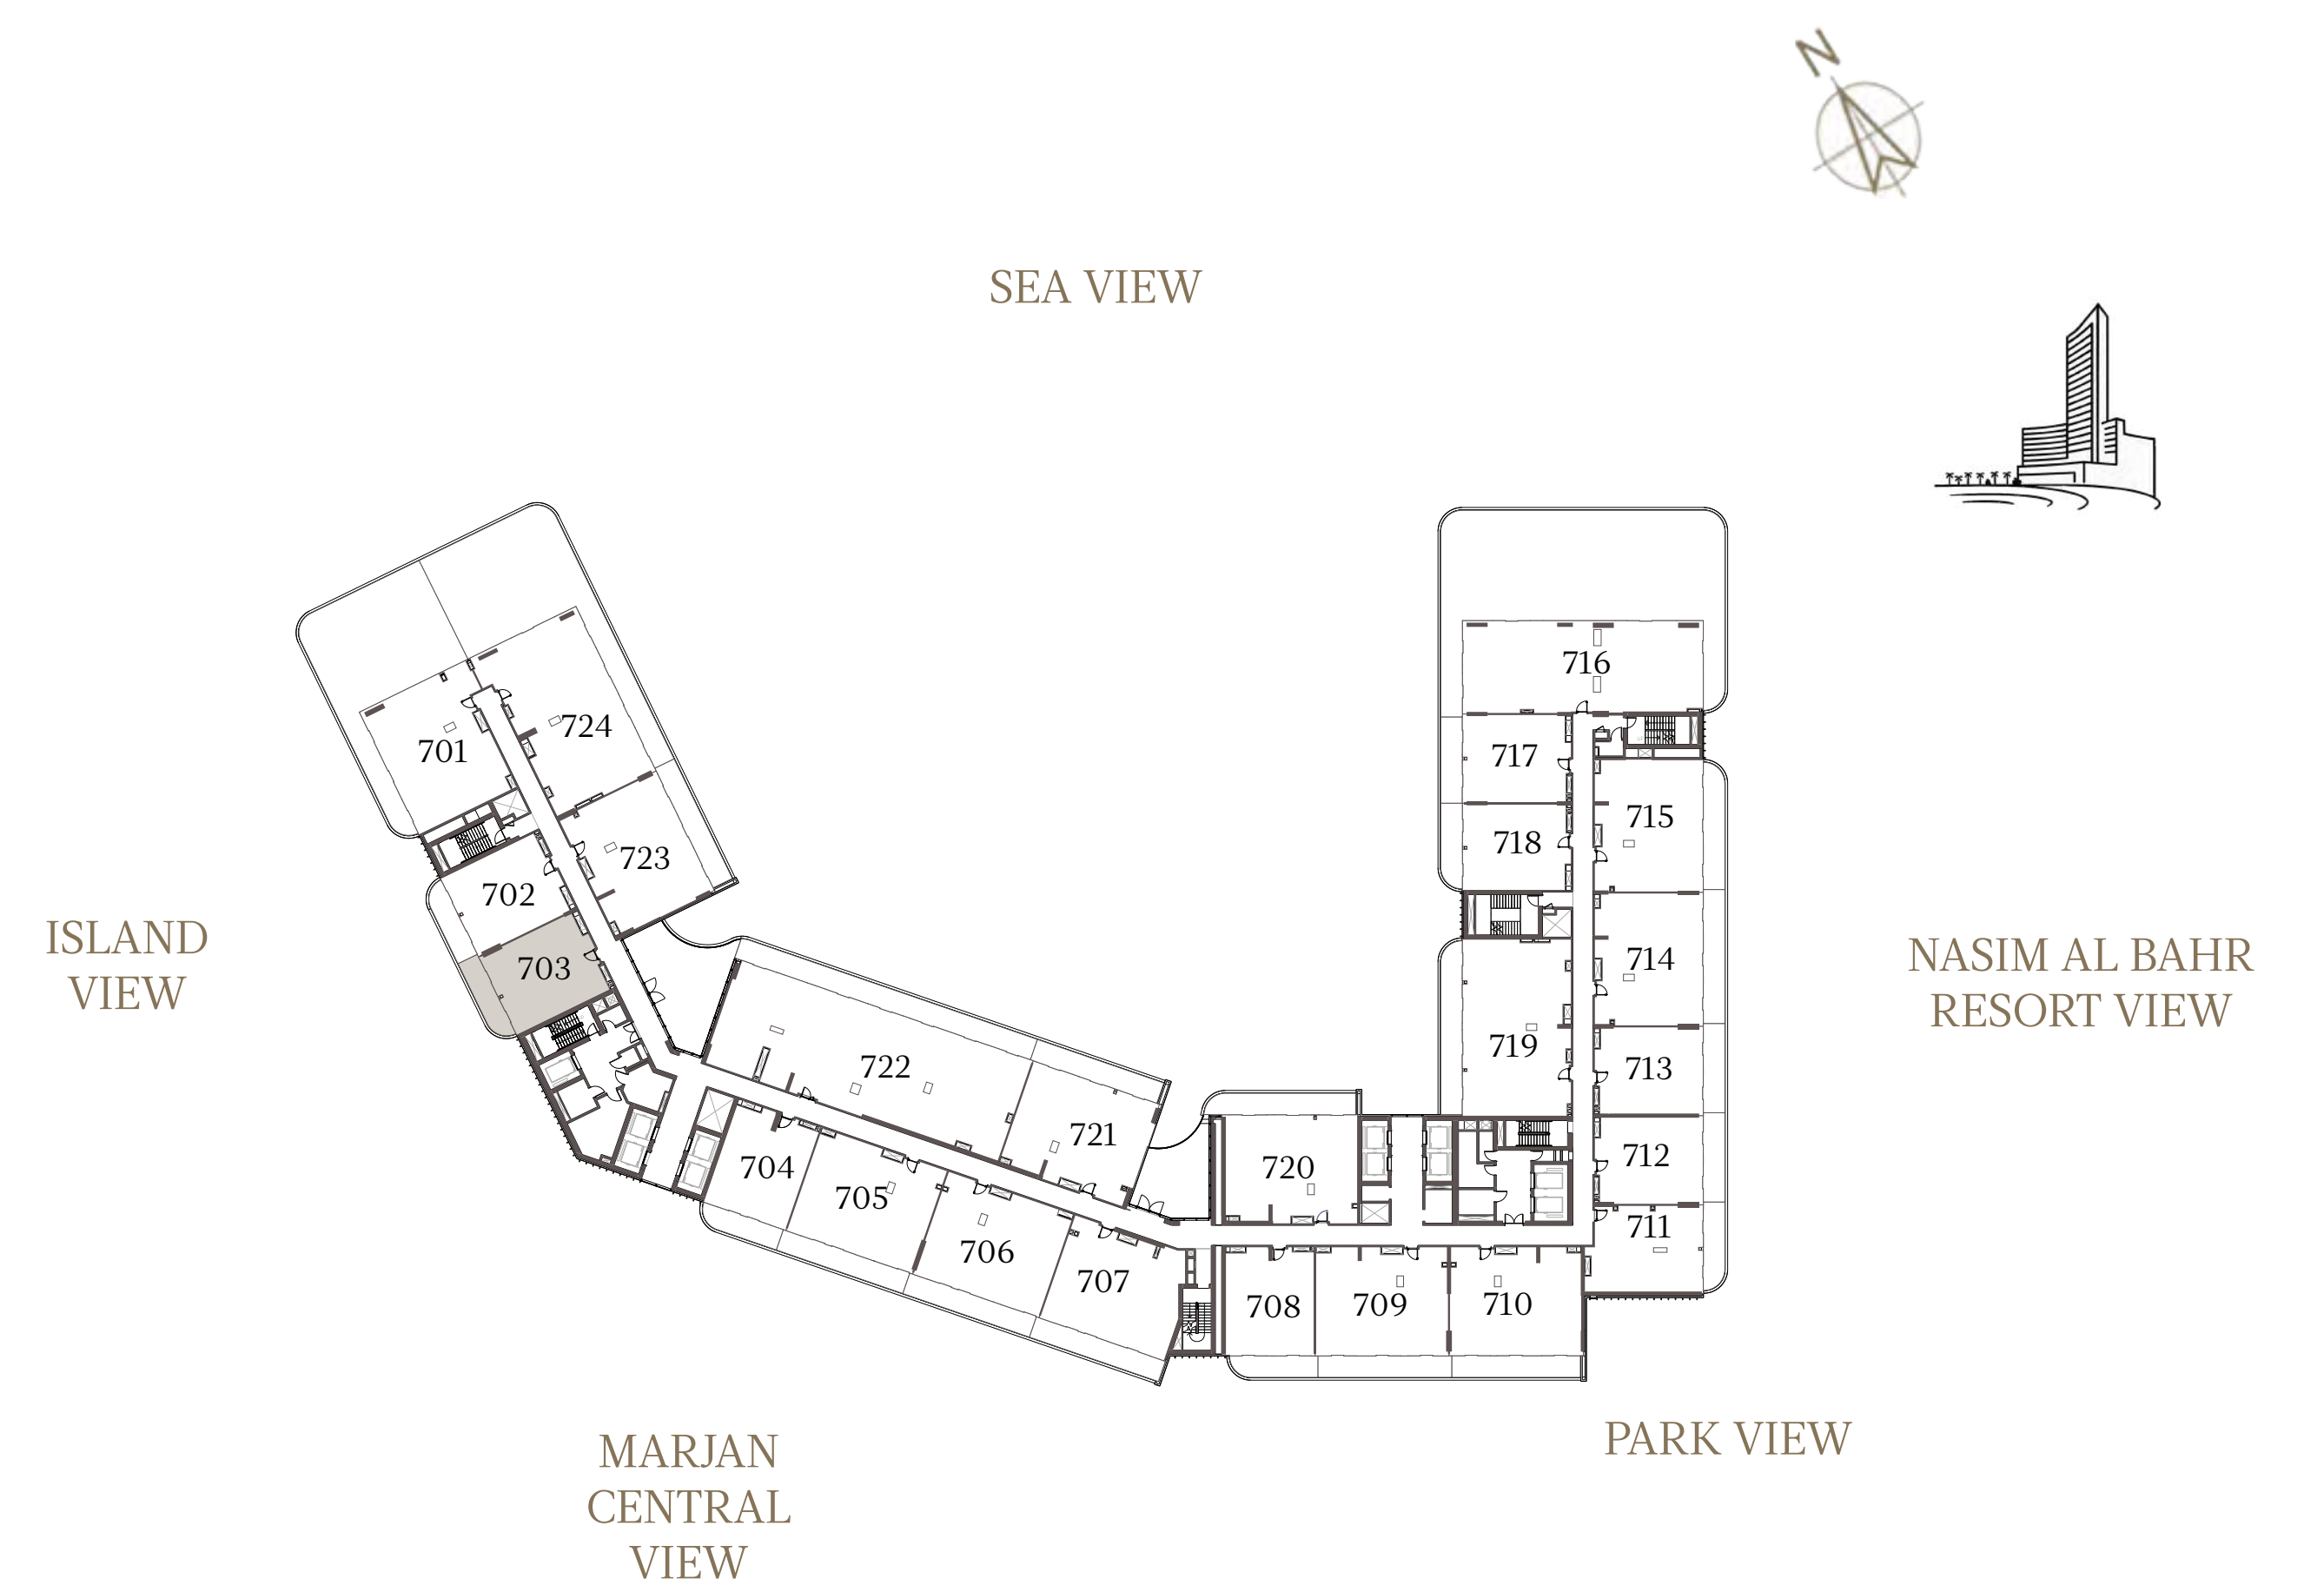 N
SEA VIEW
716
724
701
717
715
718
723
702
ISLAND
VIEW
703
714
NASIM AL BAHR
RESORT VIEW
719
722
713
721
712
704
720
705
711
706
707
708
709
710
PARK VIEW
MARJAN
CENTRAL
VIEW